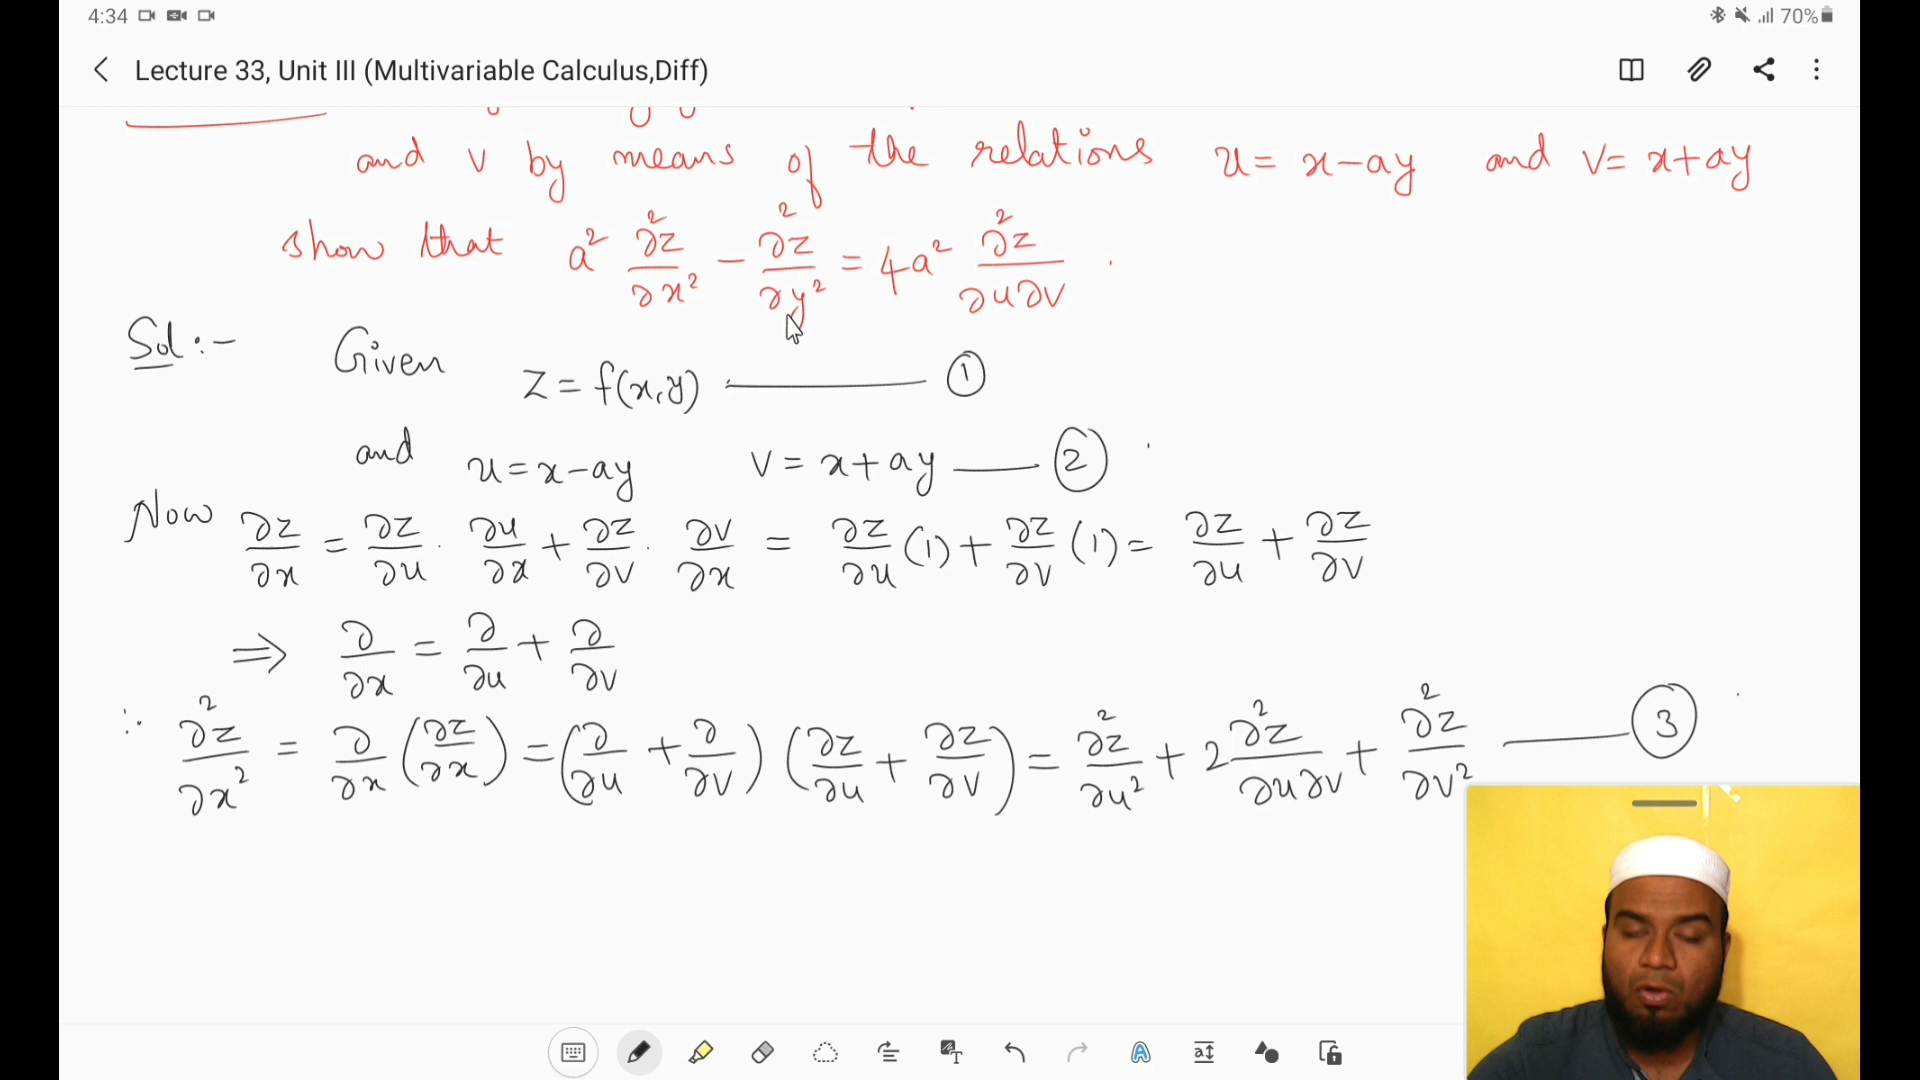 4:34 70%
Lecture 33, Unit III (Multivariable Calculus,Diff)
and v by means of the relations u = x-ay and v = x+ay
show that a² ∂²z/∂x² - ∂²z/∂y² = 4a² ∂²z/∂u∂v .
Sol:- Given z = f(x,y) —— ①
and u = x-ay v = x+ay —— ②
Now ∂z/∂x = ∂z/∂u . ∂u/∂x + ∂z/∂v . ∂v/∂x = ∂z/∂u (1) + ∂z/∂v (1) = ∂z/∂u + ∂z/∂v
⇒ ∂/∂x = ∂/∂u + ∂/∂v
∵ ∂²z/∂x² = ∂/∂x (∂z/∂x) = (∂/∂u + ∂/∂v) (∂z/∂u + ∂z/∂v) = ∂²z/∂u² + 2 ∂²z/∂u∂v + ∂²z/∂v² —— ③